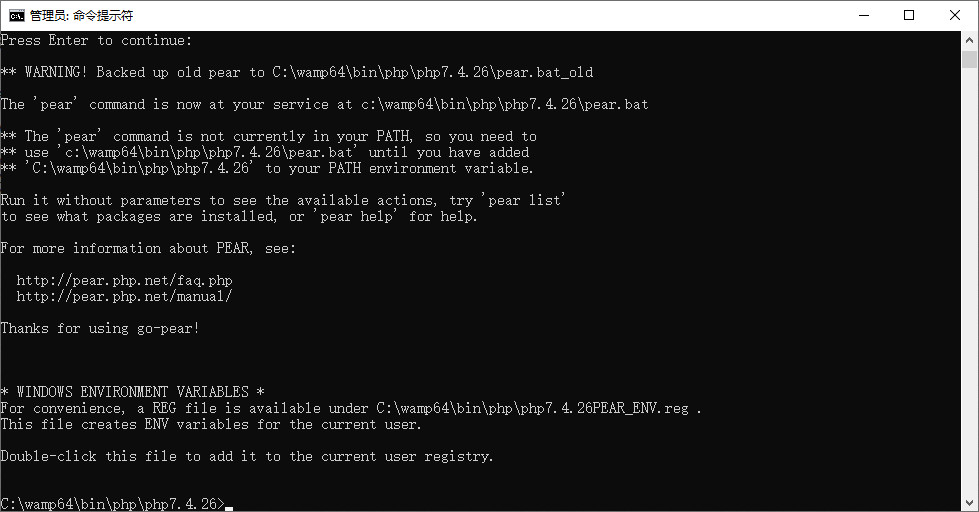 管理员: 命令提示符
Press Enter to continue:
** WARNING! Backed up old pear to C:\wamp64\bin\php\php7.4.26\pear.bat_old
The 'pear' command is now at your service at c:\wamp64\bin\php\php7.4.26\pear.bat
** The 'pear' command is not currently in your PATH, so you need to
** use 'c:\wamp64\bin\php\php7.4.26\pear.bat' until you have added
** 'C:\wamp64\bin\php\php7.4.26' to your PATH environment variable.
Run it without parameters to see the available actions, try 'pear list'
to see what packages are installed, or 'pear help' for help.
For more information about PEAR, see:
http://pear.php.net/faq.php
http://pear.php.net/manual/
Thanks for using go-pear!
* WINDOWS ENVIRONMENT VARIABLES *
For convenience, a REG file is available under C:\wamp64\bin\php\php7.4.26PEAR_ENV.reg .
This file creates ENV variables for the current user.
Double-click this file to add it to the current user registry.
C:\wamp64\bin\php\php7.4.26>